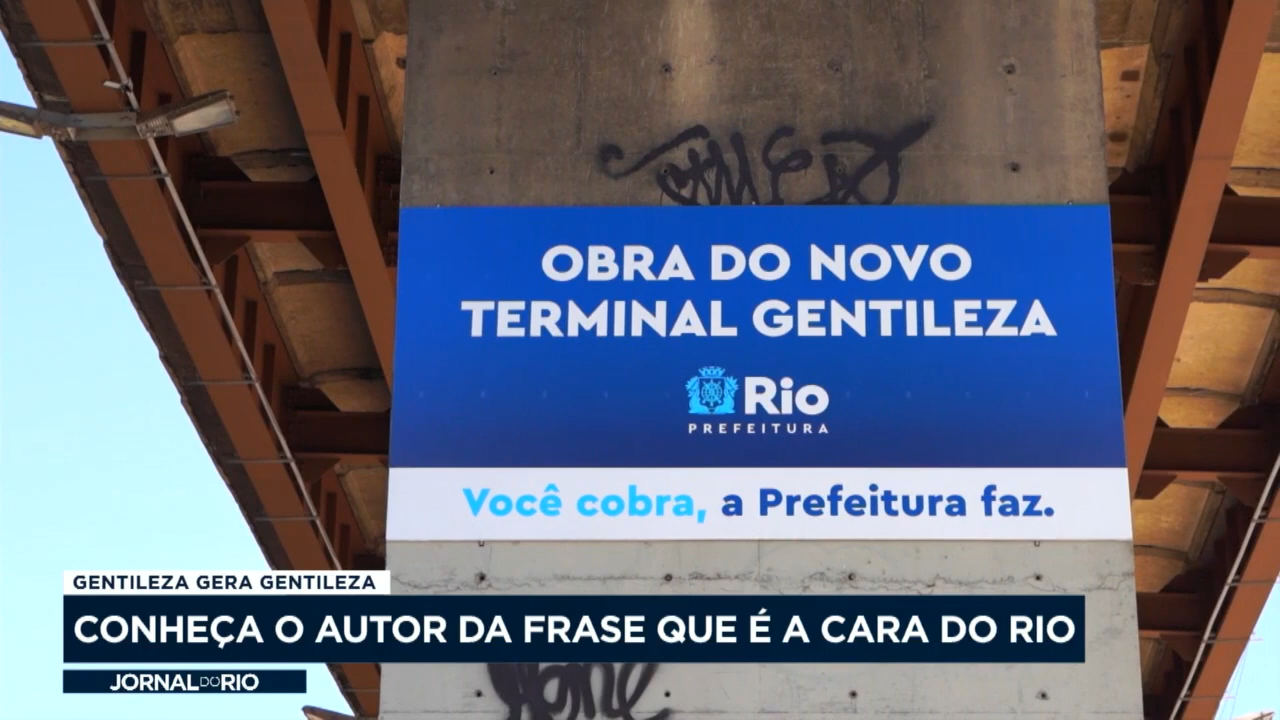 OBRA DO NOVO
TERMINAL GENTILEZA
Rio
PREFEITURA
Você cobra, a Prefeitura faz.
GENTILEZA GERA GENTILEZA
CONHEÇA O AUTOR DA FRASE QUE É A CARA DO RIO
JORNAL DO RIO